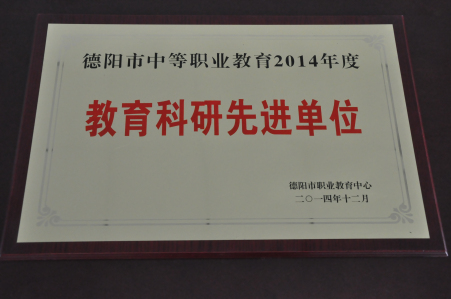 德阳市中等职业教育2014年度
教育科研先进单位
德阳市职业教育中心
二〇一四年十二月